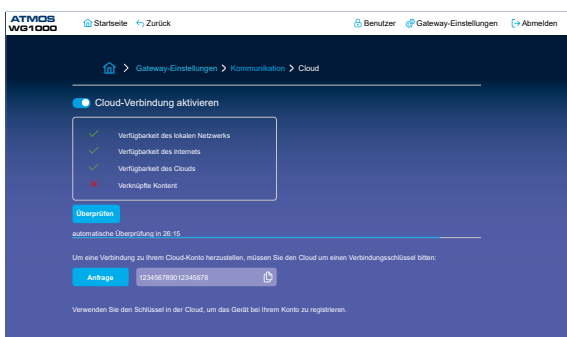 ATMOS
WG1000
Startseite Zurück Benutzer Gateway-Einstellungen Abmelden
Gateway-Einstellungen Kommunikation Cloud
Cloud-Verbindung aktivieren
Verfügbarkeit des lokalen Netzwerks
Verfügbarkeit des internets
Verfügbarkeit des Clouds
Verknüpfte Kontent
Überprüfen
automatische Überprüfung in 26:15
Um eine Verbindung zu Ihrem Cloud-Konto herzustellen, müssen Sie den Cloud um einen Verbindungsschlüssel bitten:
Anfrage 123456789012345678
Verwenden Sie den Schlüssel in der Cloud, um das Gerät bei Ihrem Konto zu registrieren.